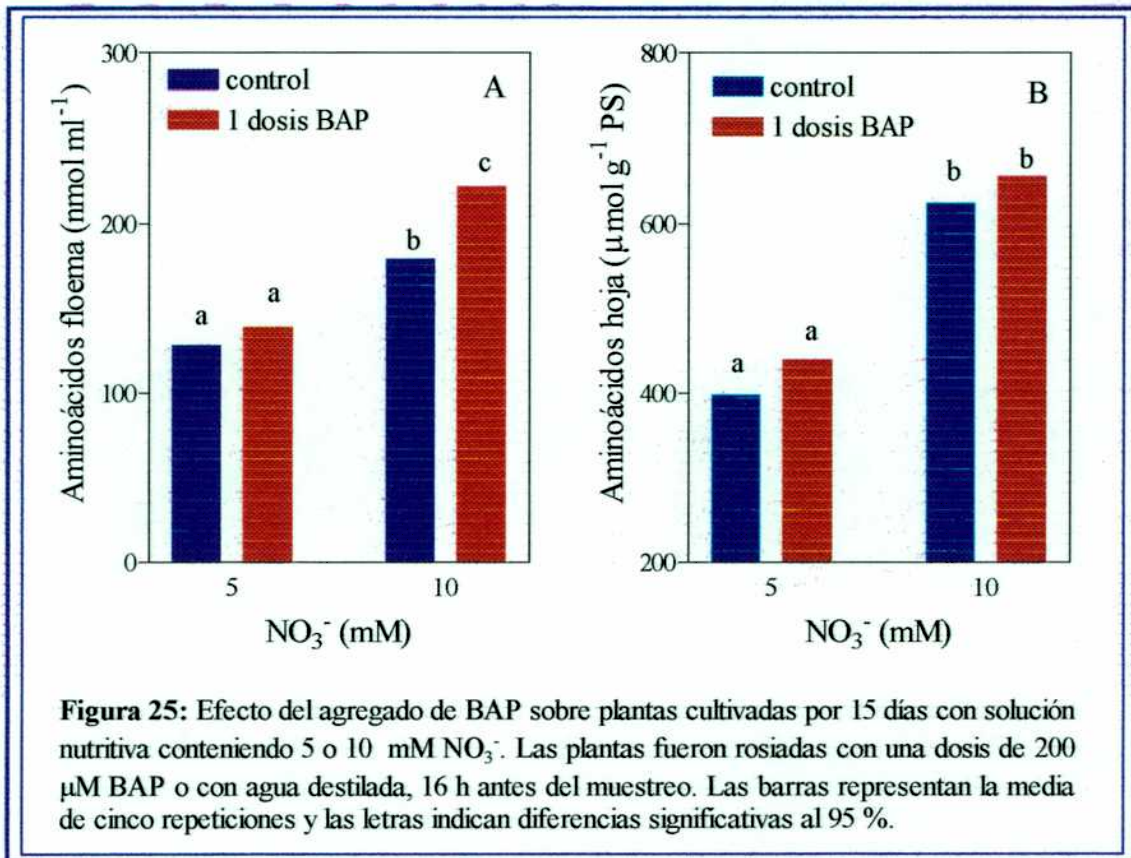 300
200
100
0
Aminoácidos floema (nmol ml⁻¹)
control
1 dosis BAP
A
a
a
b
c
5
10
NO₃⁻ (mM)
800
600
400
200
Aminoácidos hoja (μmol g⁻¹ PS)
control
1 dosis BAP
B
a
a
b
b
5
10
NO₃⁻ (mM)
Figura 25: Efecto del agregado de BAP sobre plantas cultivadas por 15 días con solución
nutritiva conteniendo 5 o 10 mM NO₃⁻. Las plantas fueron rosiadas con una dosis de 200
μM BAP o con agua destilada, 16 h antes del muestreo. Las barras representan la media
de cinco repeticiones y las letras indican diferencias significativas al 95 %.